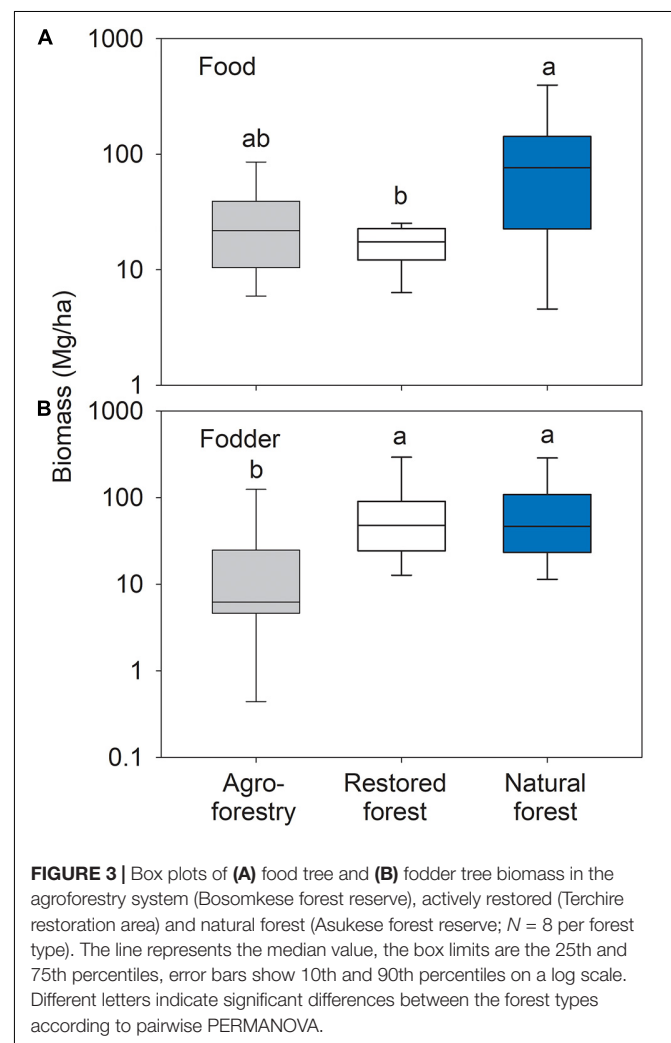 A
1000
Food
a
ab
100
b
10
1
Biomass (Mg/ha)
B
1000
Fodder
a
a
b
100
10
1
0.1
Agro-
forestry
Restored
forest
Natural
forest
FIGURE 3 | Box plots of (A) food tree and (B) fodder tree biomass in the
agroforestry system (Bosomkese forest reserve), actively restored (Terchire
restoration area) and natural forest (Asukese forest reserve; N = 8 per forest
type). The line represents the median value, the box limits are the 25th and
75th percentiles, error bars show 10th and 90th percentiles on a log scale.
Different letters indicate significant differences between the forest types
according to pairwise PERMANOVA.